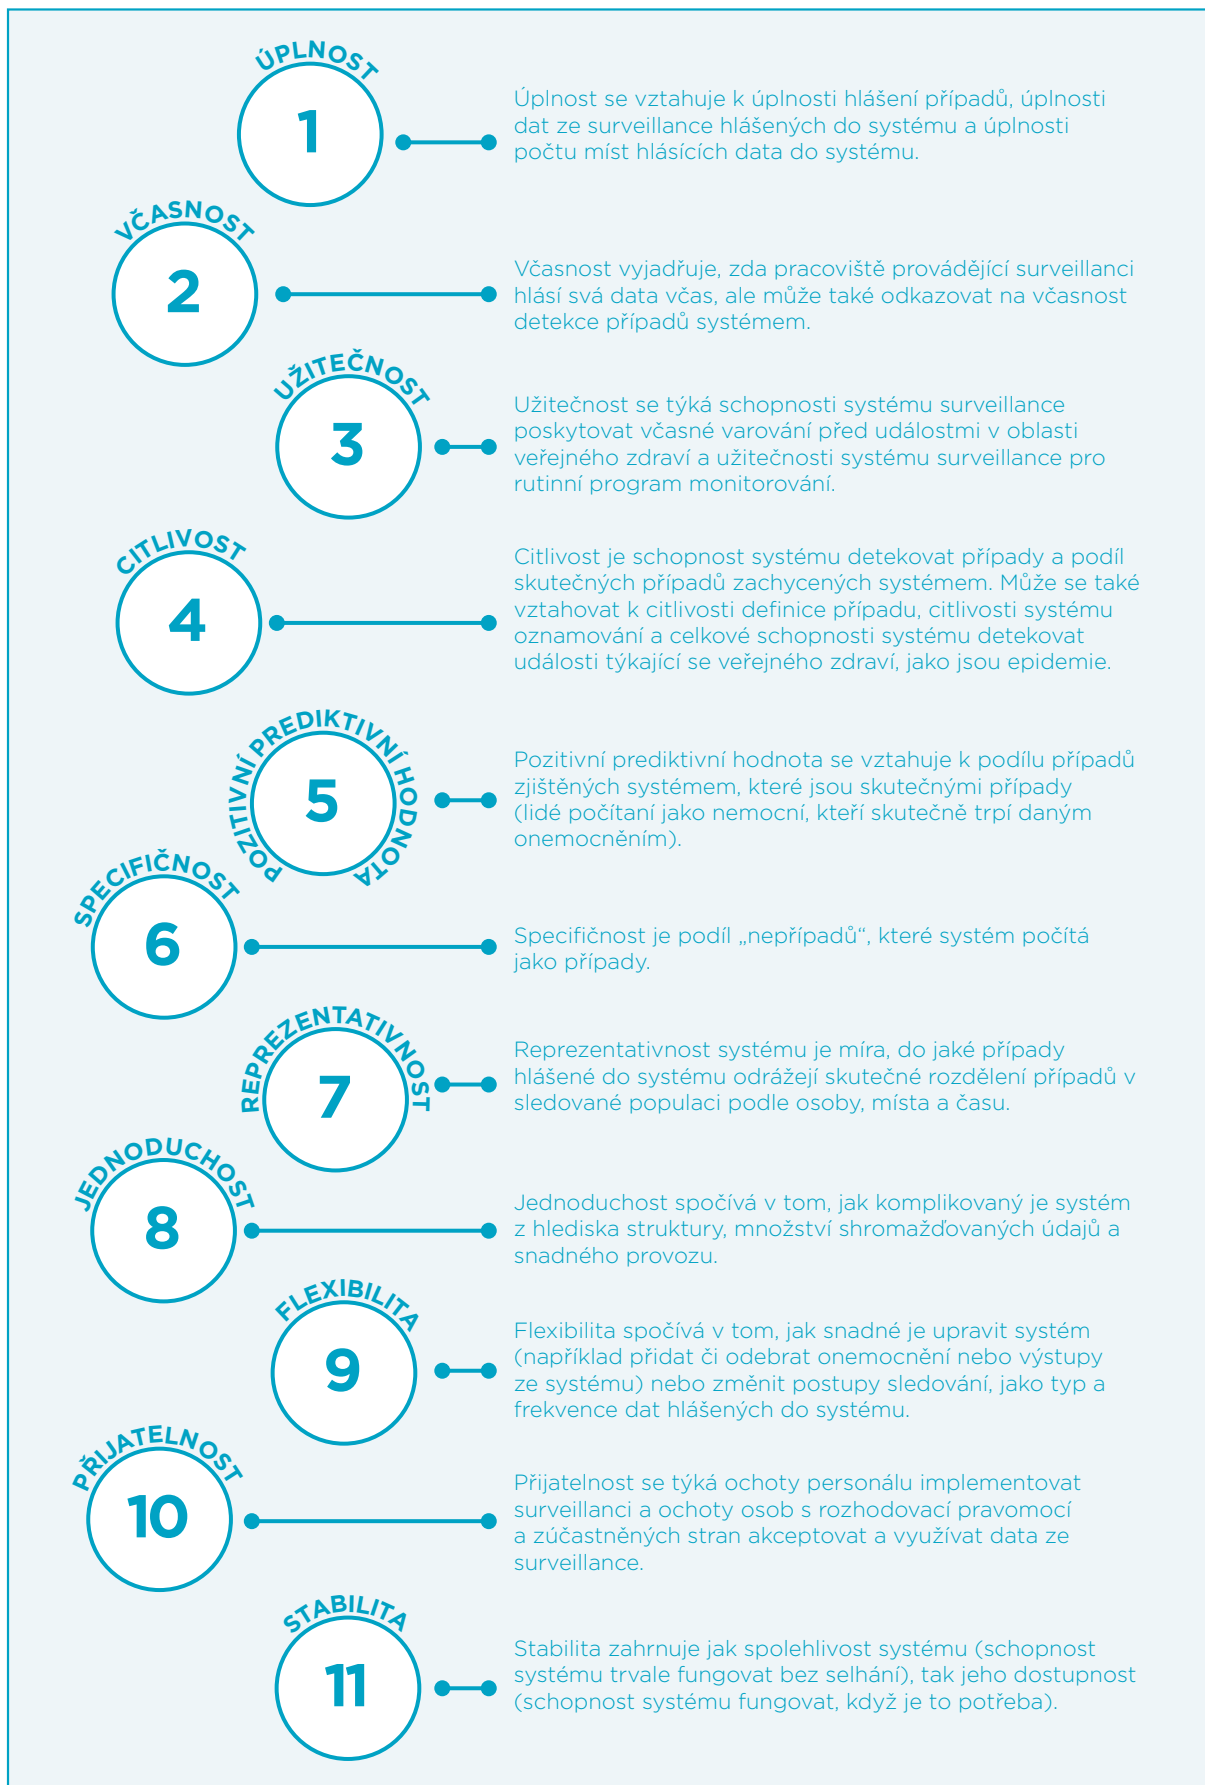 ÚPLNOST
1
Úplnost se vztahuje k úplnosti hlášení případů, úplnosti
dat ze surveillance hlášených do systému a úplnosti
počtu míst hlásících data do systému.
VČASNOST
2
Včasnost vyjadřuje, zda pracoviště provádějící surveillanci
hlásí svá data včas, ale může také odkazovat na včasnost
detekce případů systémem.
UŽITEČNOST
3
Užitečnost se týká schopnosti systému surveillance
poskytovat včasné varování před událostmi v oblasti
veřejného zdraví a užitečnosti systému surveillance pro
rutinní program monitorování.
CITLIVOST
4
Citlivost je schopnost systému detekovat případy a podíl
skutečných případů zachycených systémem. Může se také
vztahovat k citlivosti definice případu, citlivosti systému
oznamování a celkové schopnosti systému detekovat
události týkající se veřejného zdraví, jako jsou epidemie.
POZITIVNÍ PREDIKTIVNÍ HODNOTA
5
Pozitivní prediktivní hodnota se vztahuje k podílu případů
zjištěných systémem, které jsou skutečnými případy
(lidé počítaní jako nemocní, kteří skutečně trpí daným
onemocněním).
SPECIFIČNOST
6
Specifičnost je podíl „nepřípadů“, které systém počítá
jako případy.
REPREZENTATIVNOST
7
Reprezentativnost systému je míra, do jaké případy
hlášené do systému odrážejí skutečné rozdělení případů v
sledované populaci podle osoby, místa a času.
JEDNODUCHOST
8
Jednoduchost spočívá v tom, jak komplikovaný je systém
z hlediska struktury, množství shromažďovaných údajů a
snadného provozu.
FLEXIBILITA
9
Flexibilita spočívá v tom, jak snadné je upravit systém
(například přidat či odebrat onemocnění nebo výstupy
ze systému) nebo změnit postupy sledování, jako typ a
frekvence dat hlášených do systému.
PŘIJATELNOST
10
Přijatelnost se týká ochoty personálu implementovat
surveillanci a ochoty osob s rozhodovací pravomocí
a zúčastněných stran akceptovat a využívat data ze
surveillance.
STABILITA
11
Stabilita zahrnuje jak spolehlivost systému (schopnost
systému trvale fungovat bez selhání), tak jeho dostupnost
(schopnost systému fungovat, když je to potřeba).